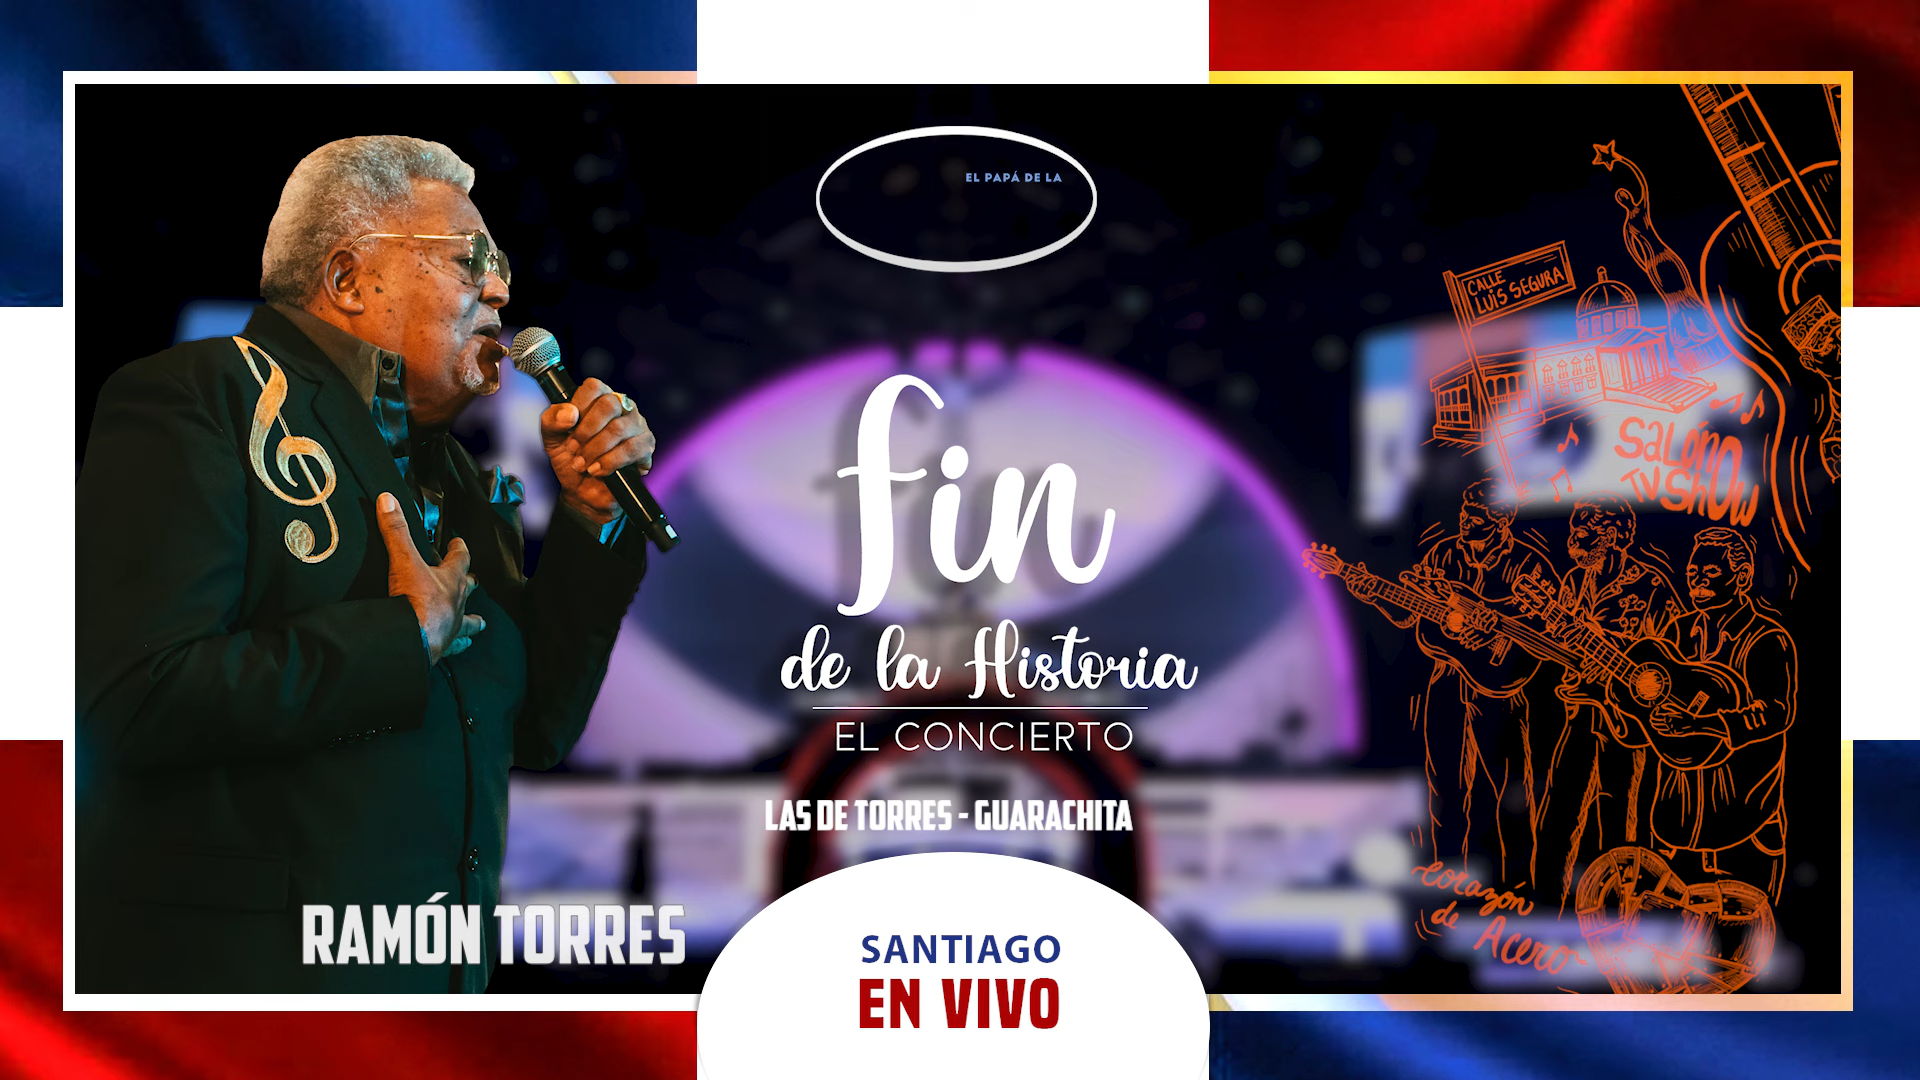 EL PAPÁ DE LA
CALLE
LUIS SEGURA
SALÓN
TV SHOW
fin
de la Historia
EL CONCIERTO
LAS DE TORRES - GUARACHITA
Corazón
de Acero
RAMÓN TORRES
SANTIAGO
EN VIVO